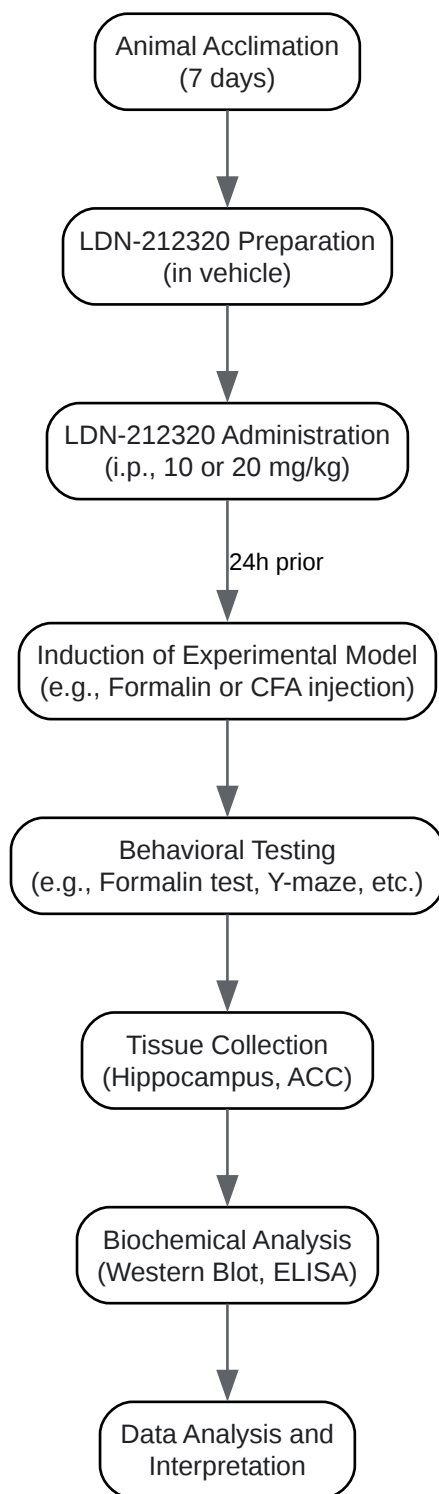 Animal Acclimation
(7 days)
LDN-212320 Preparation
(in vehicle)
LDN-212320 Administration
(i.p., 10 or 20 mg/kg)
24h prior
Induction of Experimental Model
(e.g., Formalin or CFA injection)
Behavioral Testing
(e.g., Formalin test, Y-maze, etc.)
Tissue Collection
(Hippocampus, ACC)
Biochemical Analysis
(Western Blot, ELISA)
Data Analysis and
Interpretation